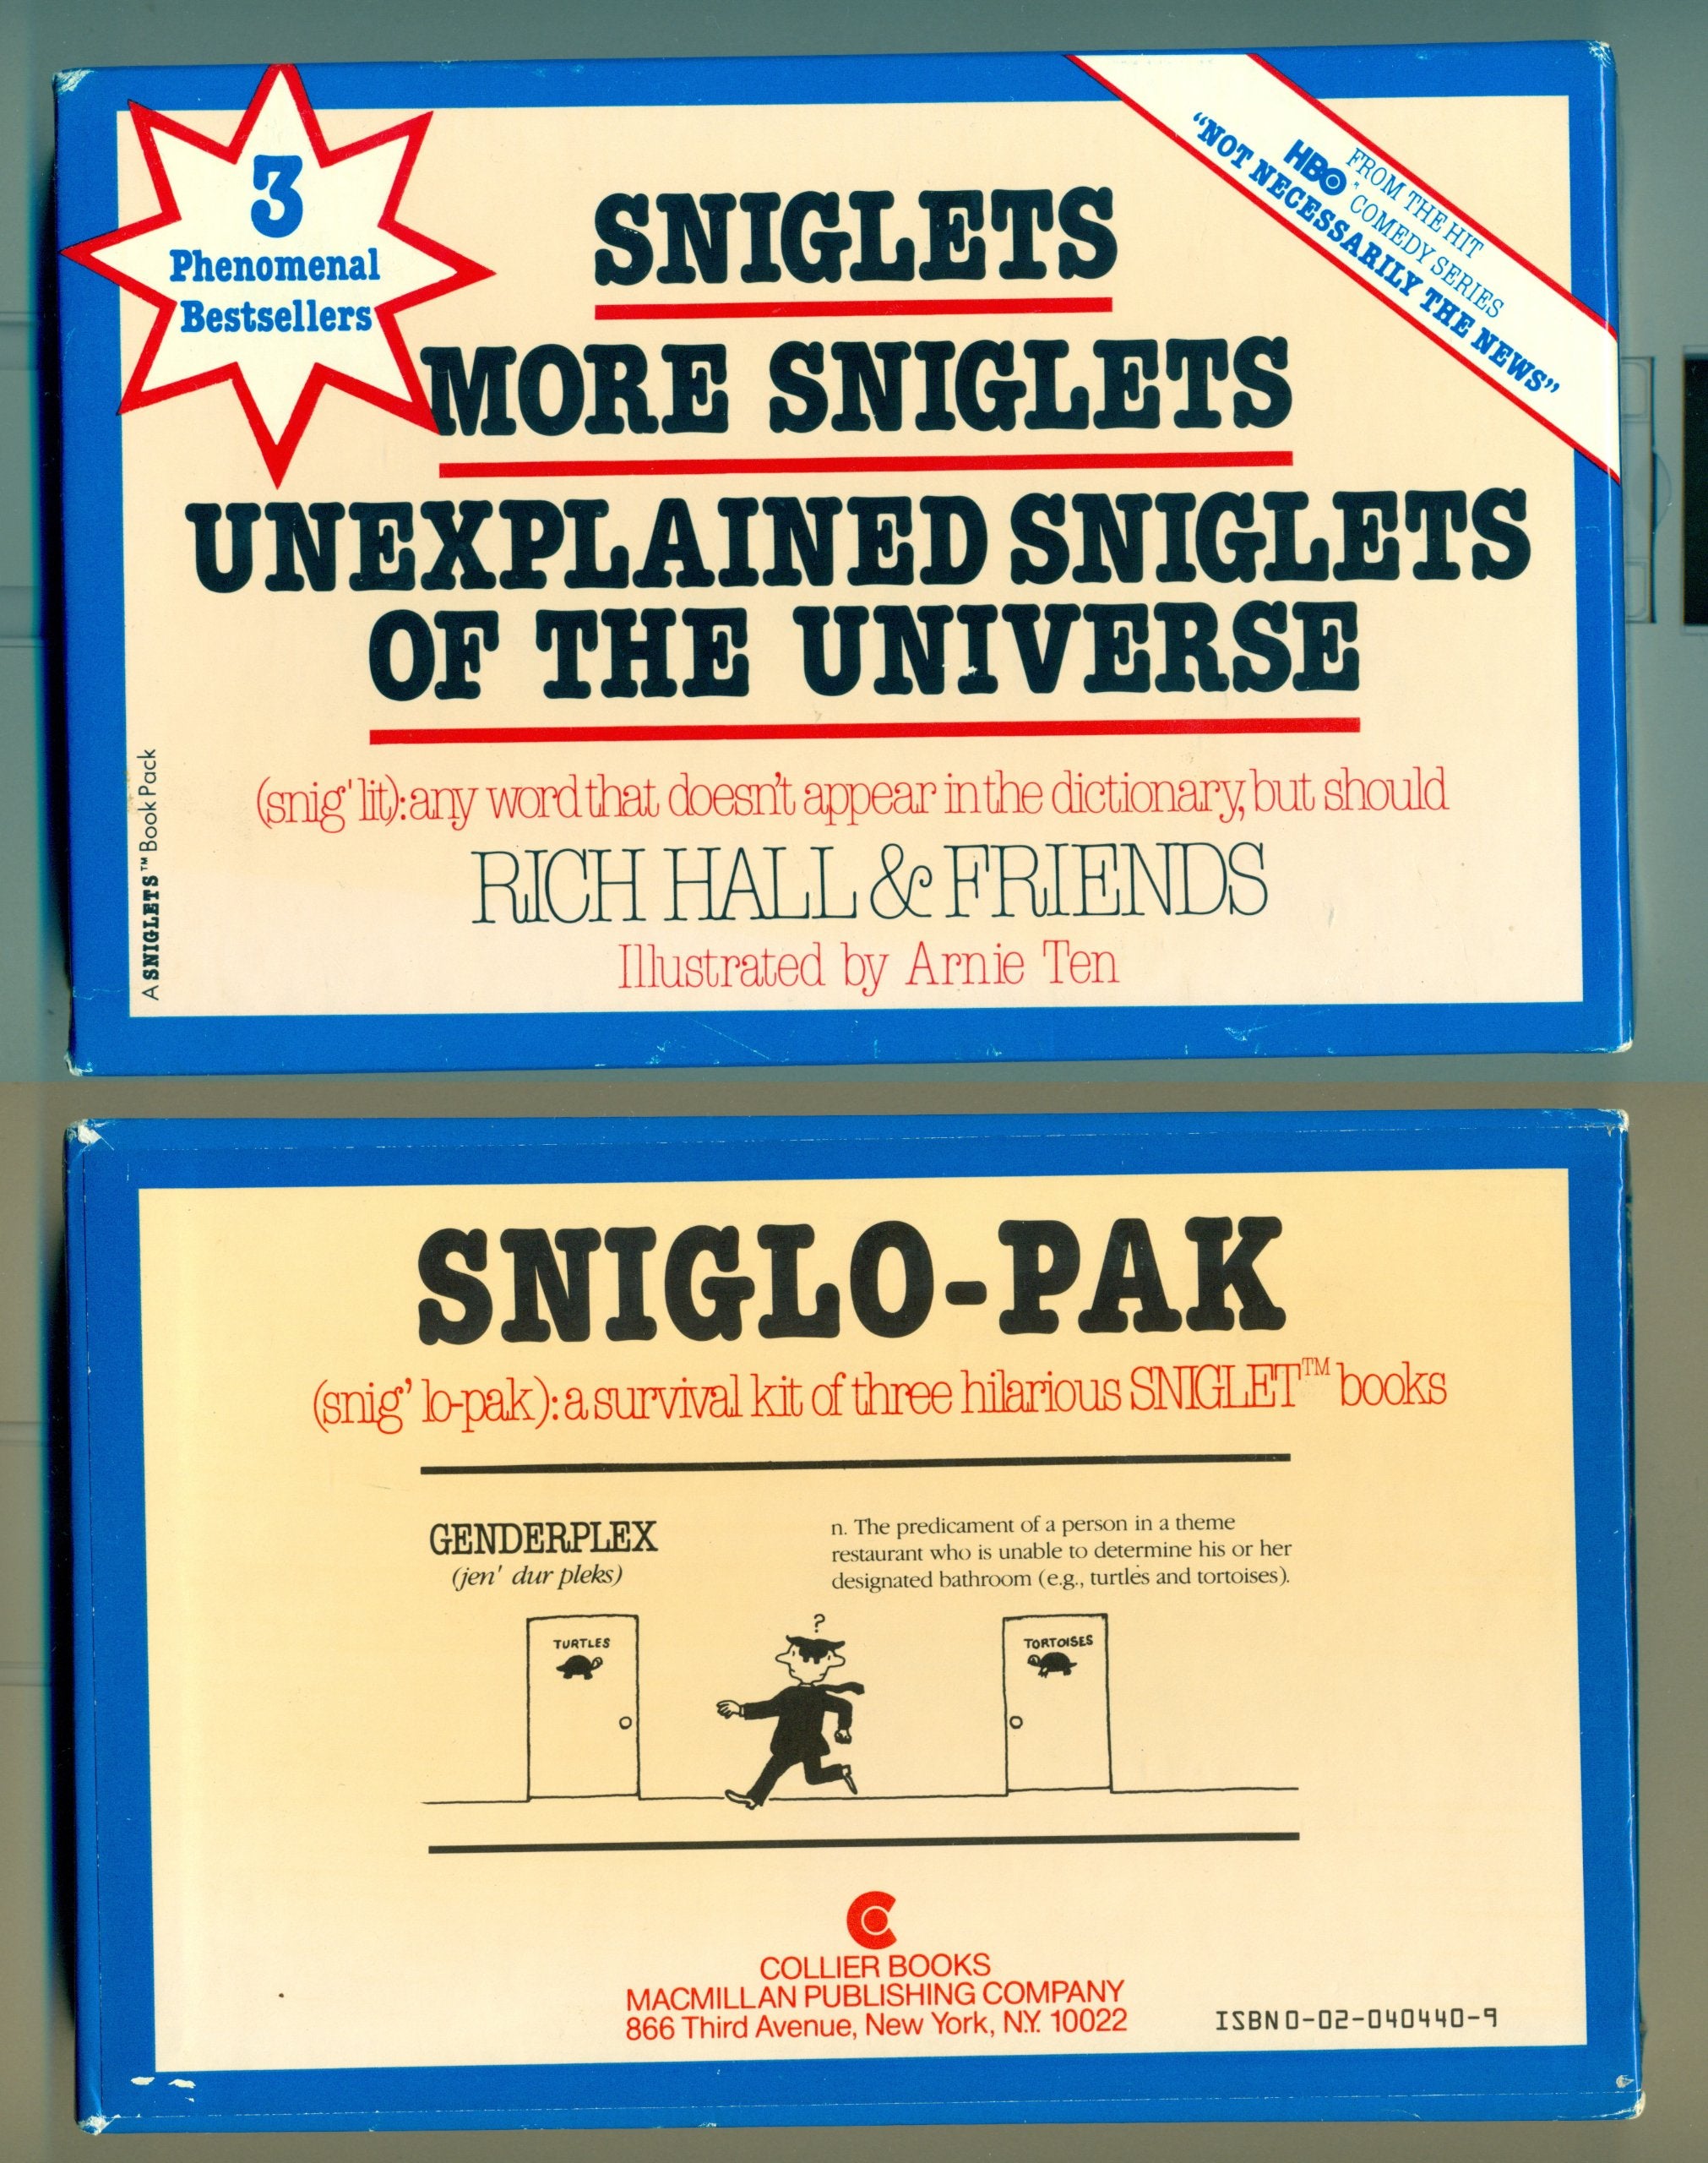 3
Phenomenal
Bestsellers
FROM THE HIT
HBO® COMEDY SERIES
“NOT NECESSARILY THE NEWS”
SNIGLETS
MORE SNIGLETS
UNEXPLAINED SNIGLETS
OF THE UNIVERSE
(snig' lit): any word that doesn't appear in the dictionary, but should
RICH HALL & FRIENDS
Illustrated by Arnie Ten
A SNIGLETS™ Book Pack
SNIGLO-PAK
(snig' lo-pak): a survival kit of three hilarious SNIGLET™ books
GENDERPLEX
(jen' dur pleks)
n. The predicament of a person in a theme
restaurant who is unable to determine his or her
designated bathroom (e.g., turtles and tortoises).
?
TURTLES
TORTOISES
COLLIER BOOKS
MACMILLAN PUBLISHING COMPANY
866 Third Avenue, New York, N.Y. 10022
ISBN 0-02-040440-9